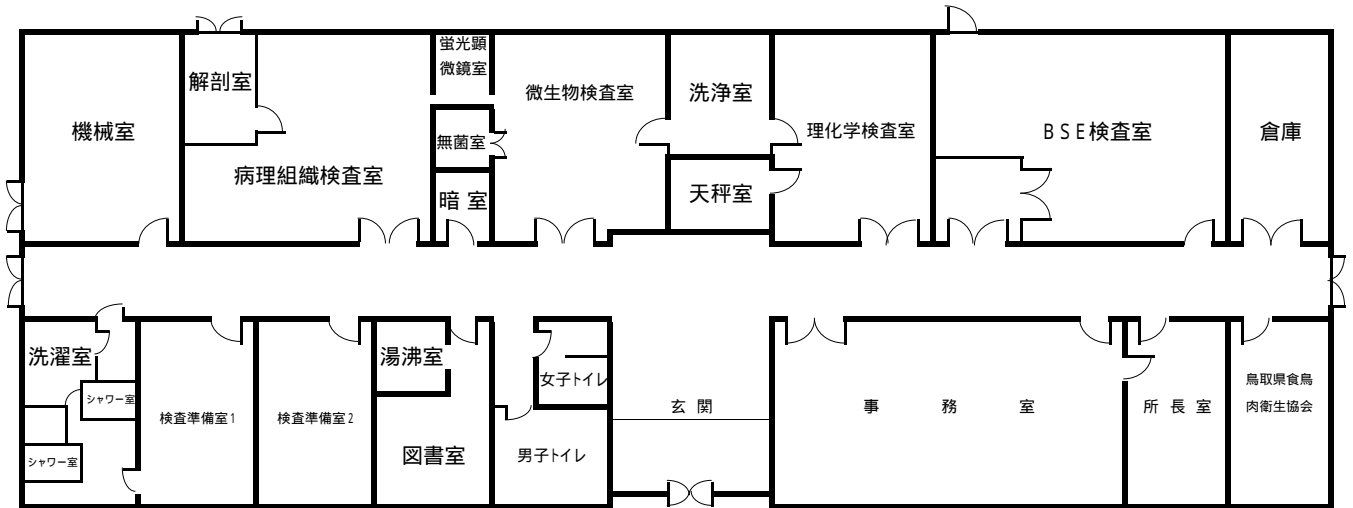 機械室
解剖室
病理組織検査室
蛍光顕
微鏡室
無菌室
暗 室
微生物検査室
洗浄室
天秤室
理化学検査室
BSE検査室
倉庫
洗濯室
シャワー室
シャワー室
検査準備室1
検査準備室2
湯沸室
図書室
女子トイレ
男子トイレ
玄 関
事 務 室
所 長 室
鳥取県食鳥
肉衛生協会